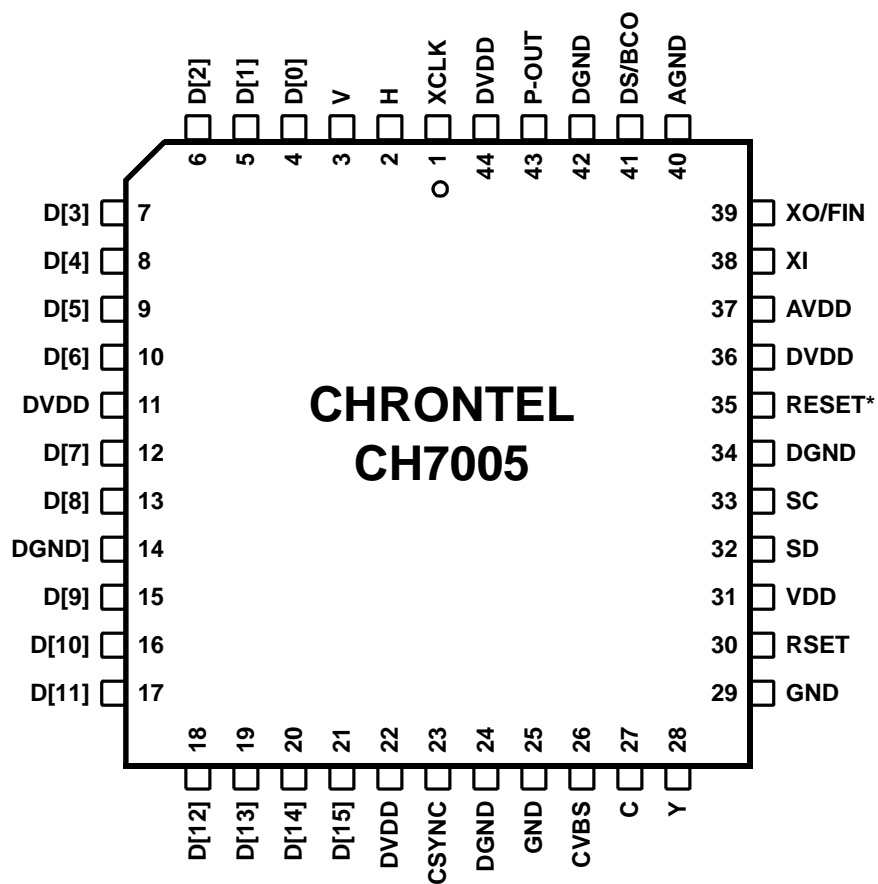 D[2] D[1] D[0] V H XCLK DVDD P-OUT DGND DS/BCO AGND
6 5 4 3 2 1 44 43 42 41 40
D[3] 7 39 XO/FIN
D[4] 8 38 XI
D[5] 9 37 AVDD
D[6] 10 36 DVDD
DVDD 11 35 RESET*
D[7] 12 34 DGND
D[8] 13 33 SC
DGND] 14 32 SD
D[9] 15 31 VDD
D[10] 16 30 RSET
D[11] 17 29 GND
CHRONTEL
CH7005
18 19 20 21 22 23 24 25 26 27 28
D[12] D[13] D[14] D[15] DVDD CSYNC DGND GND CVBS C Y